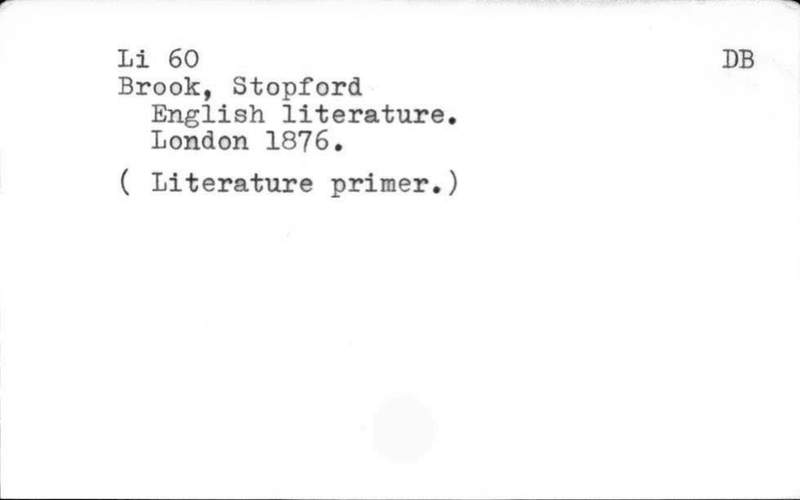 Li 60 DB
Brook, Stopford
English literature.
London 1876.
( Literature primer.)